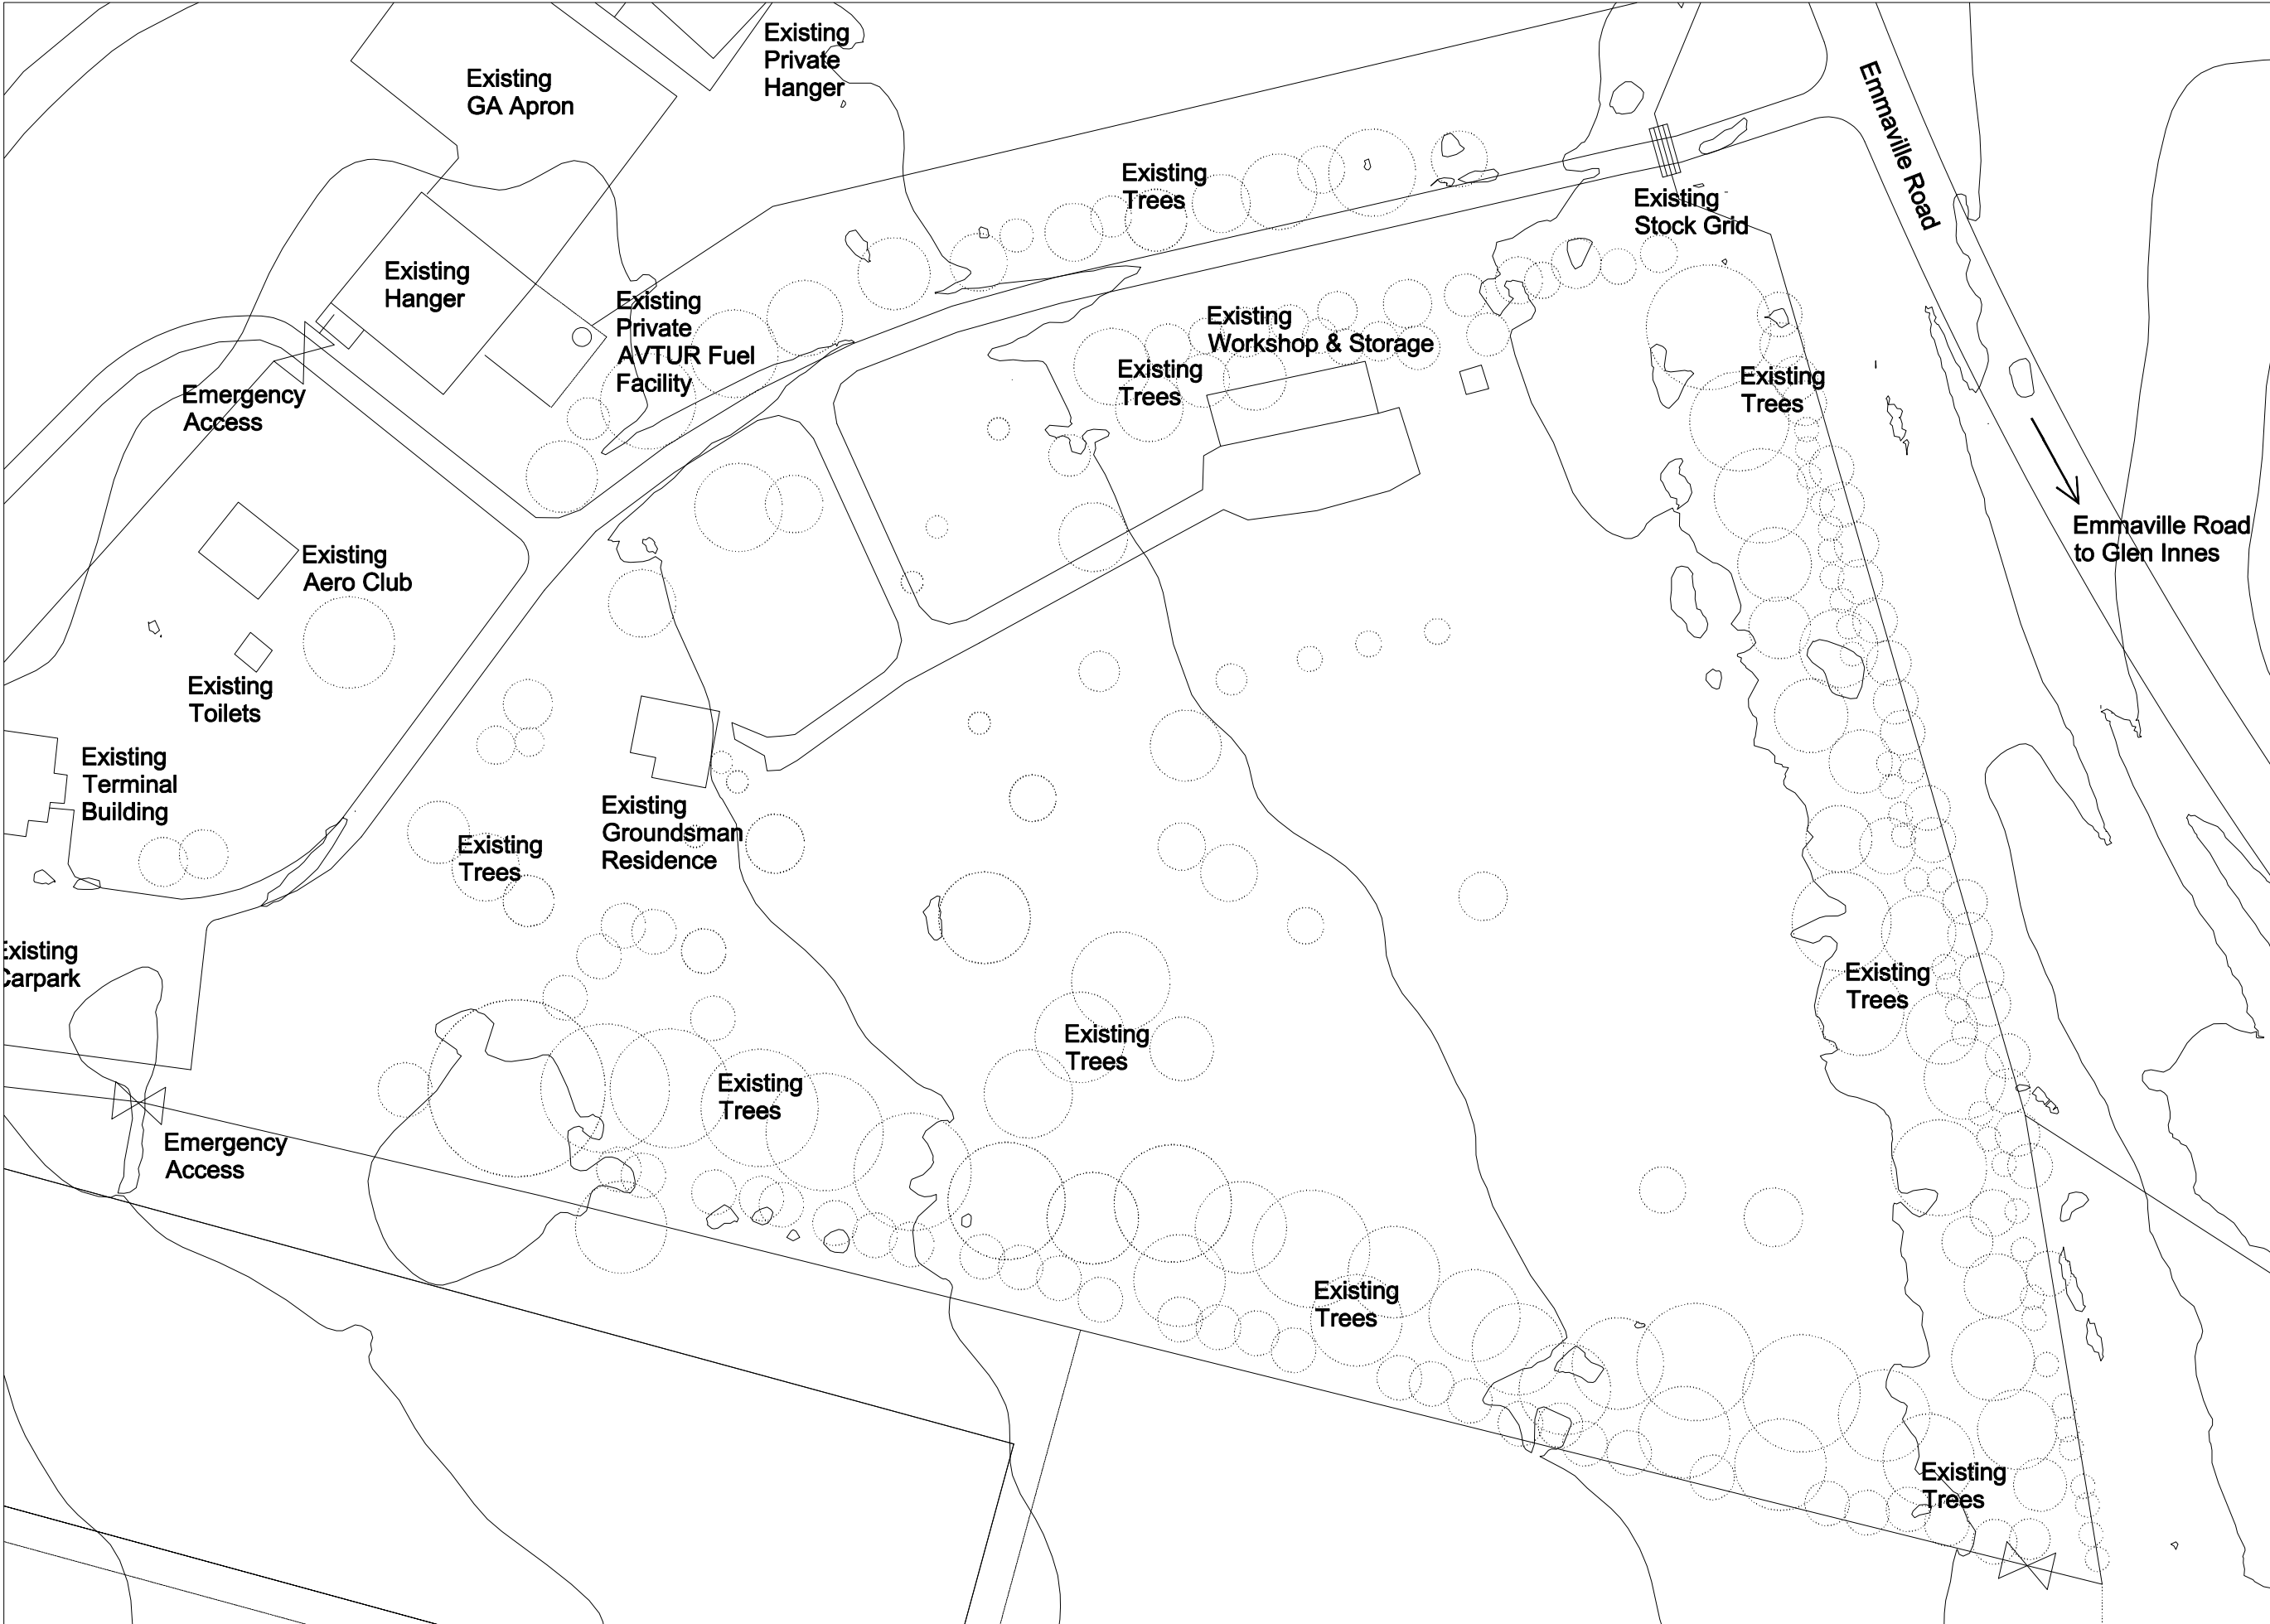 Existing
Private
Hanger
Existing
GA Apron
Emmaville Road
Existing
Trees
Existing
Stock Grid
Existing
Hanger
Existing
Private
AVTUR Fuel
Facility
Existing
Workshop & Storage
Existing
Trees
Existing
Trees
Emergency
Access
Emmaville Road
to Glen Innes
Existing
Aero Club
Existing
Toilets
Existing
Terminal
Building
Existing
Groundsman
Residence
Existing
Trees
Existing
Carpark
Existing
Trees
Existing
Trees
Existing
Trees
Emergency
Access
Existing
Trees
Existing
Trees